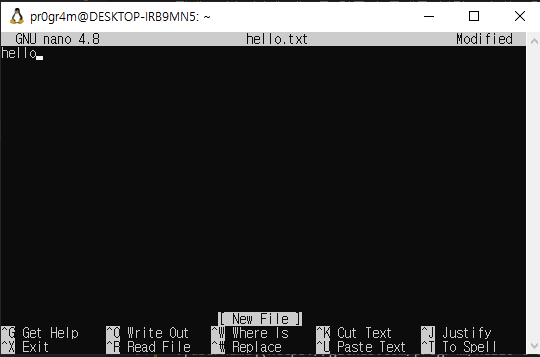 pr0gr4m@DESKTOP-IRB9MN5: ~
GNU nano 4.8 hello.txt Modified
hello
[ New File ]
^G Get Help ^O Write Out ^W Where Is ^K Cut Text ^J Justify
^X Exit ^R Read File ^\ Replace ^L Paste Text ^T To Spell